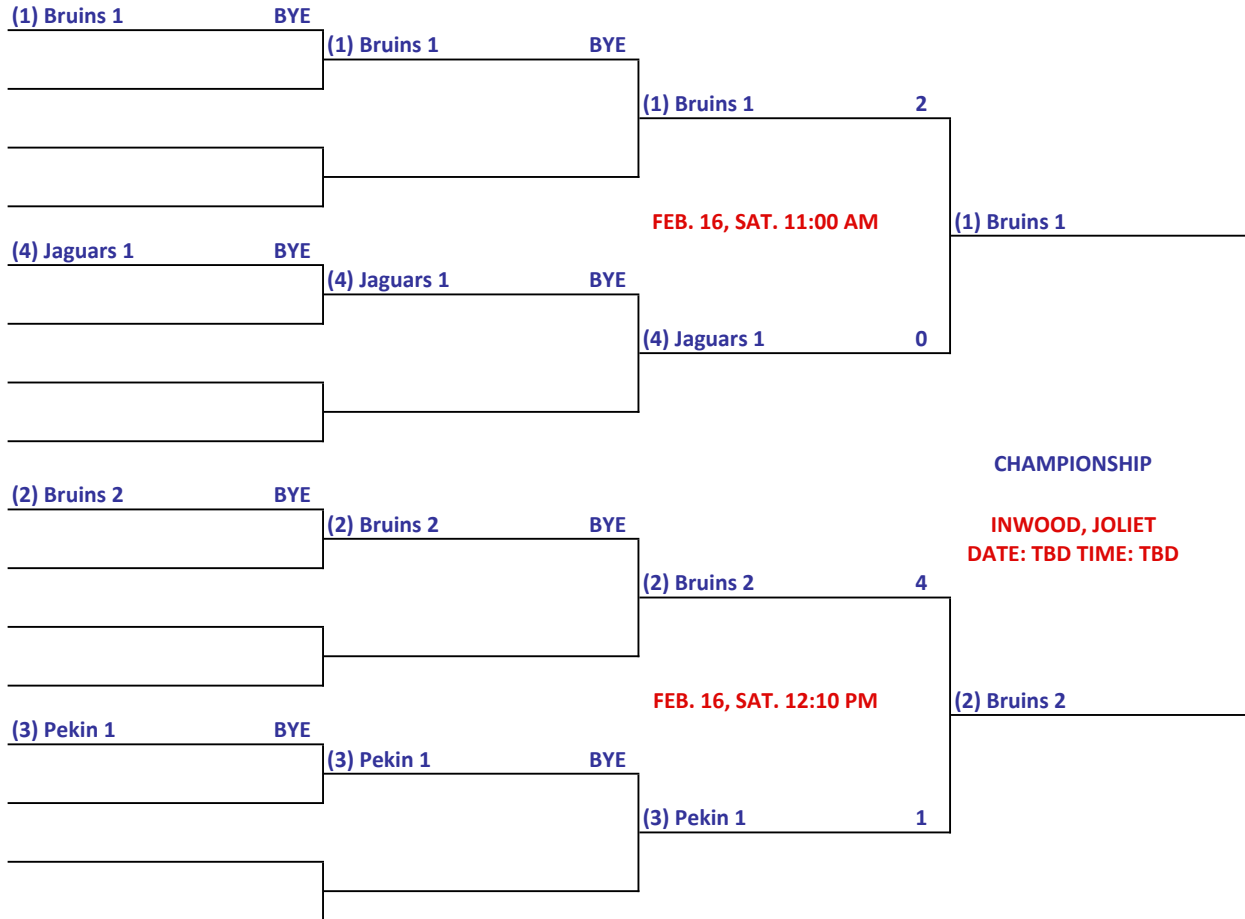 (1) Bruins 1 BYE
(1) Bruins 1 BYE
(1) Bruins 1 2
FEB. 16, SAT. 11:00 AM
(1) Bruins 1
(4) Jaguars 1 BYE
(4) Jaguars 1 BYE
(4) Jaguars 1 0
CHAMPIONSHIP
(2) Bruins 2 BYE
(2) Bruins 2 BYE
INWOOD, JOLIET
DATE: TBD TIME: TBD
(2) Bruins 2 4
FEB. 16, SAT. 12:10 PM
(2) Bruins 2
(3) Pekin 1 BYE
(3) Pekin 1 BYE
(3) Pekin 1 1